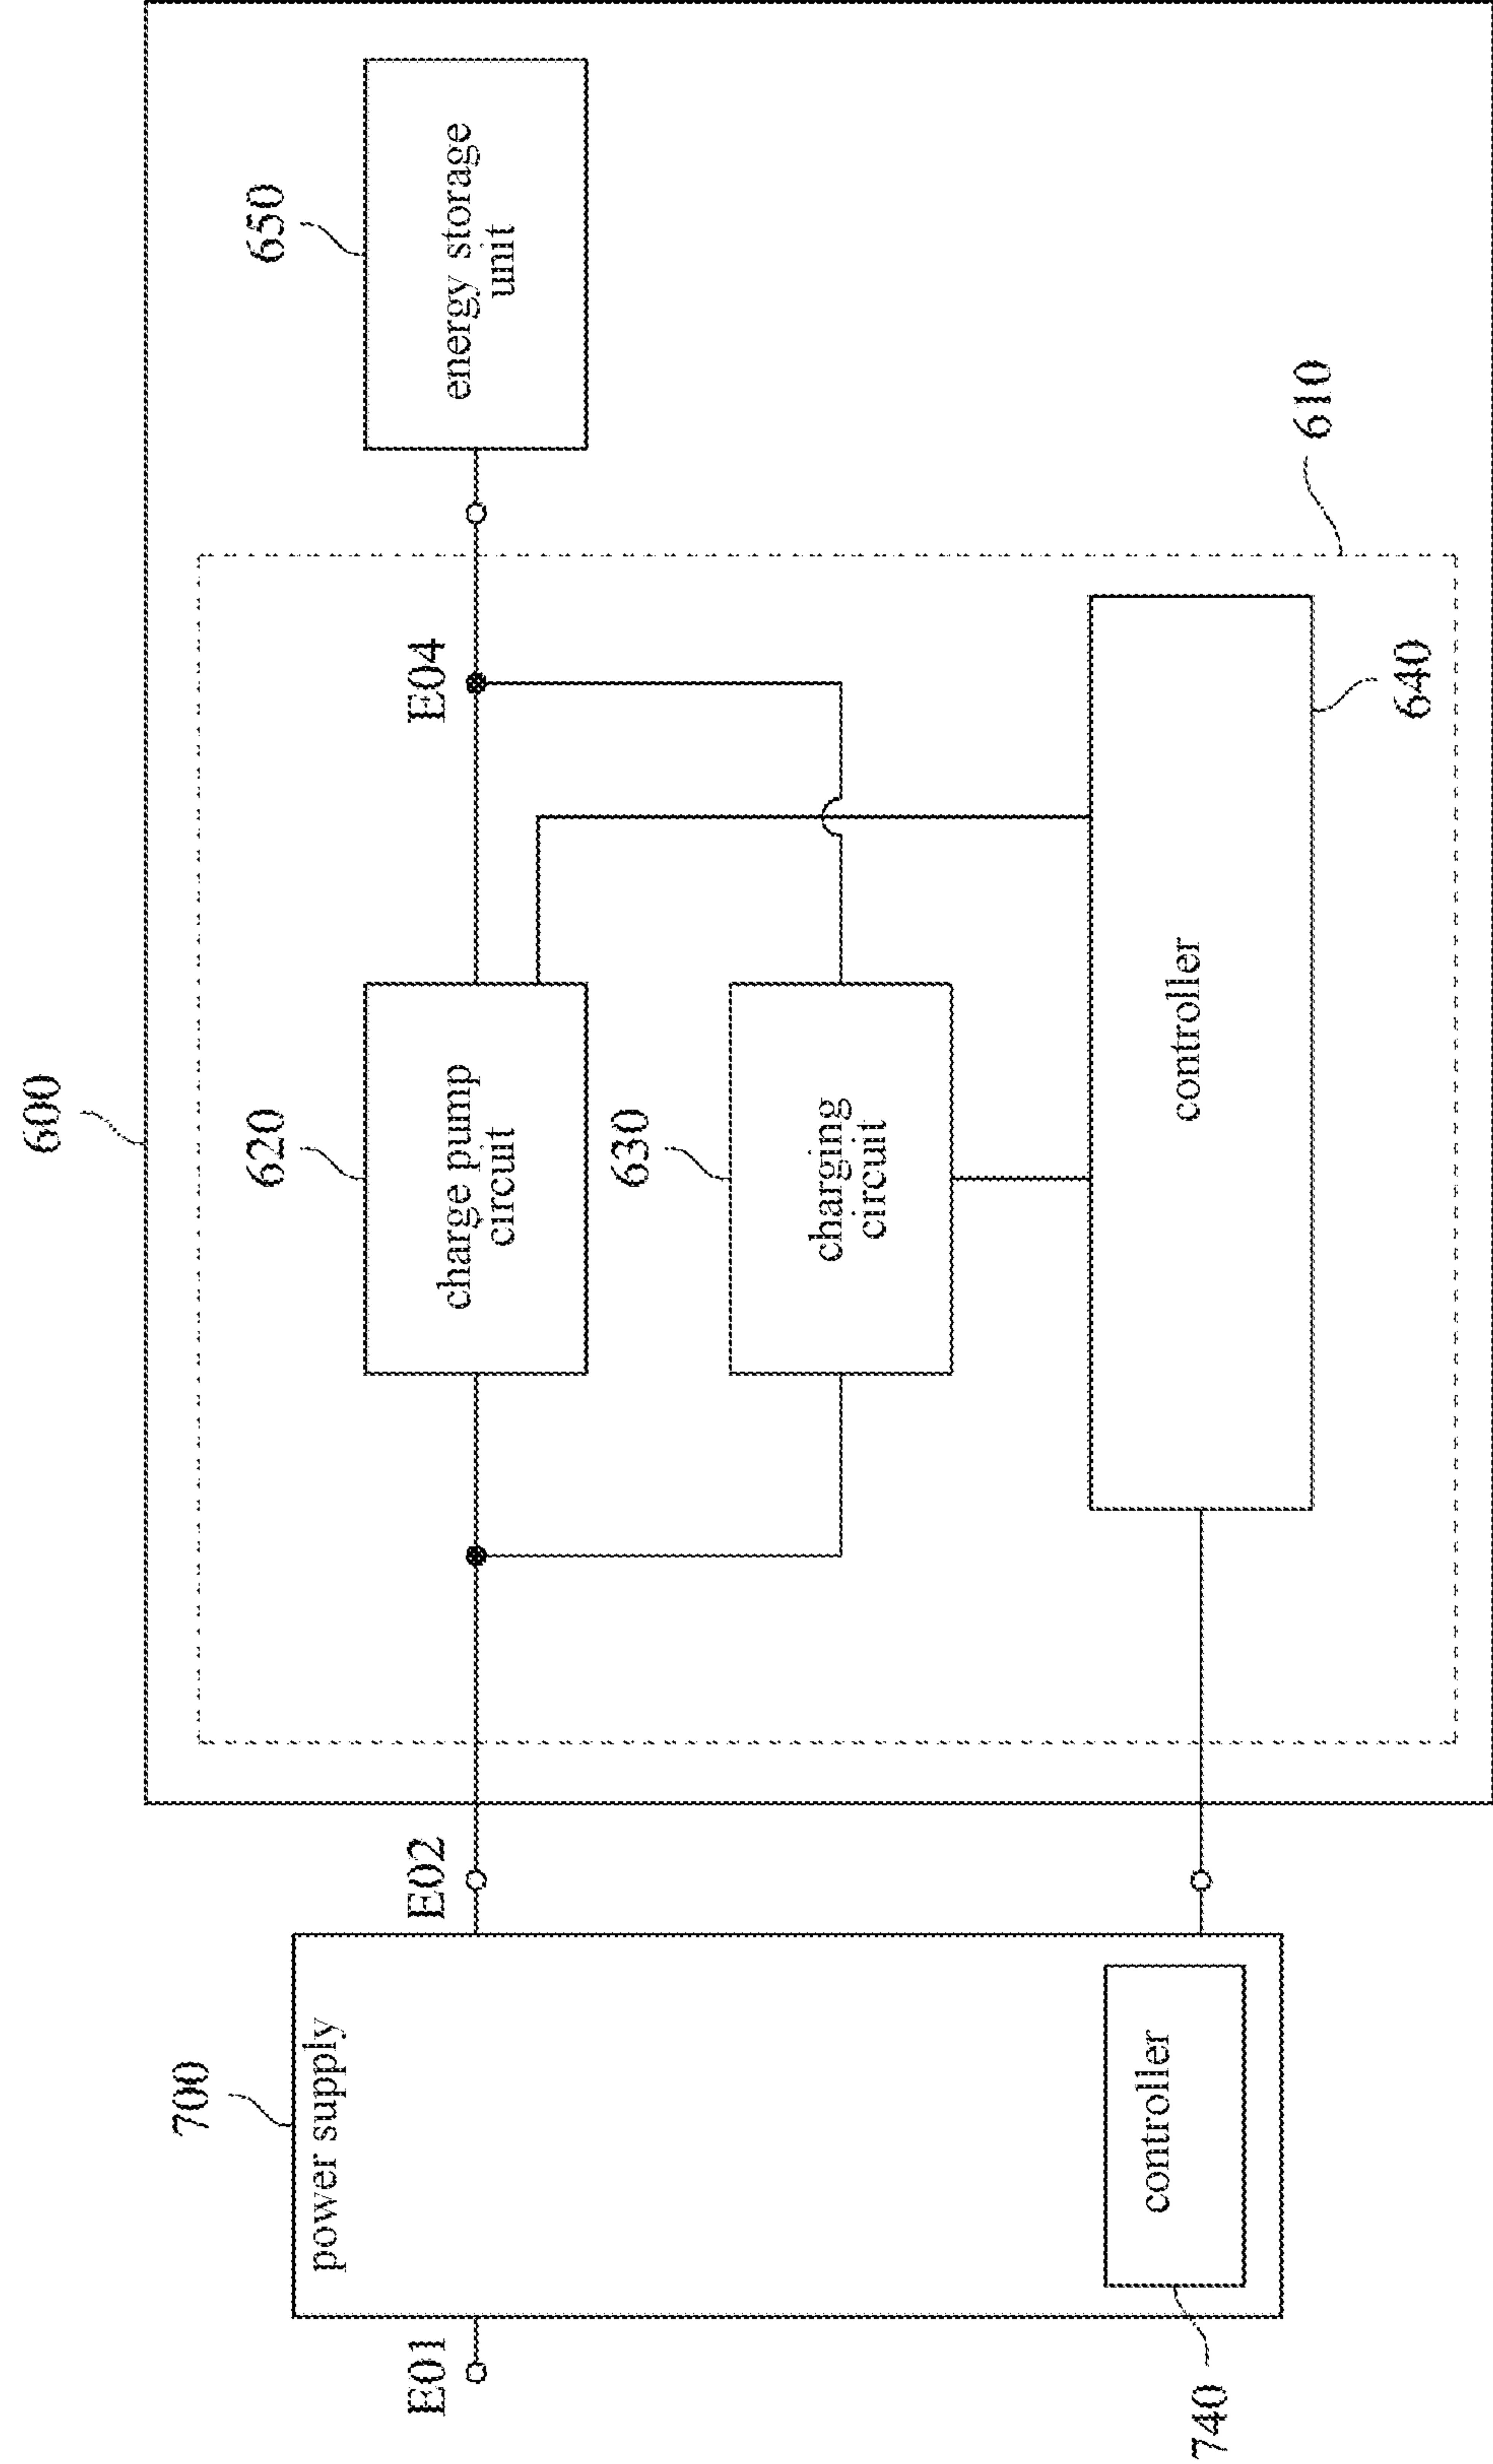 600
700
power supply
E01
E02
740
controller
620
charge pump
circuit
630
charging
circuit
E04
650
energy storage
unit
controller
640
610